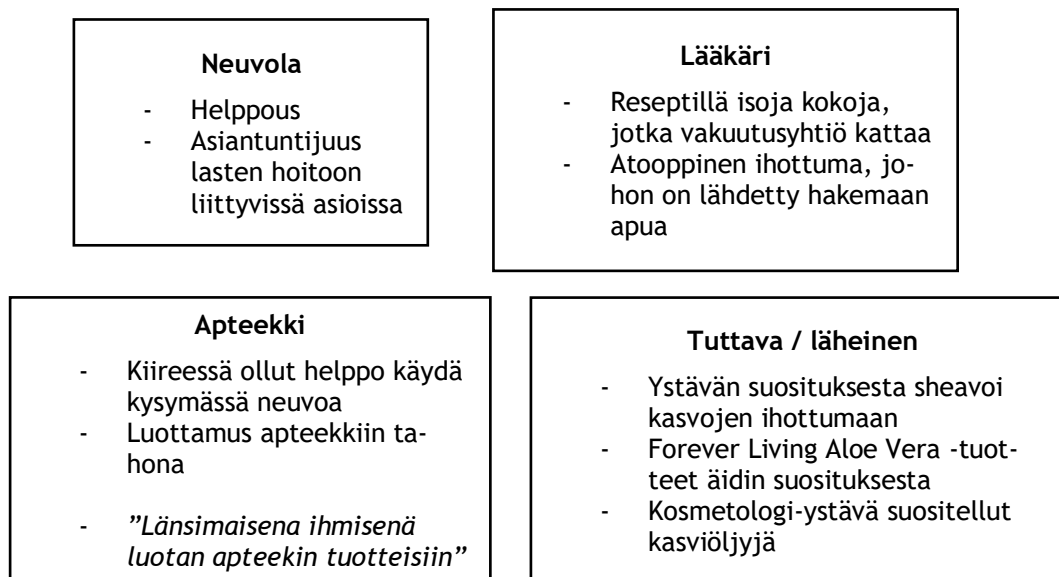 Neuvola
- Helppous
- Asiantuntijuus
lasten hoitoon
liittyvissä asioissa
Lääkäri
- Reseptillä isoja kokoja,
jotka vakuutusyhtiö kattaa
- Atooppinen ihottuma, jo-
hon on lähdetty hakemaan
apua
Apteekki
- Kiireessä ollut helppo käydä
kysymässä neuvoa
- Luottamus apteekkiin ta-
hona
- ”Länsimaisena ihmisenä
luotan apteekin tuotteisiin”
Tuttava / läheinen
- Ystävän suosituksesta sheavoi
kasvojen ihottumaan
- Forever Living Aloe Vera -tuot-
teet äidin suosituksesta
- Kosmetologi-ystävä suositellut
kasviöljyjä